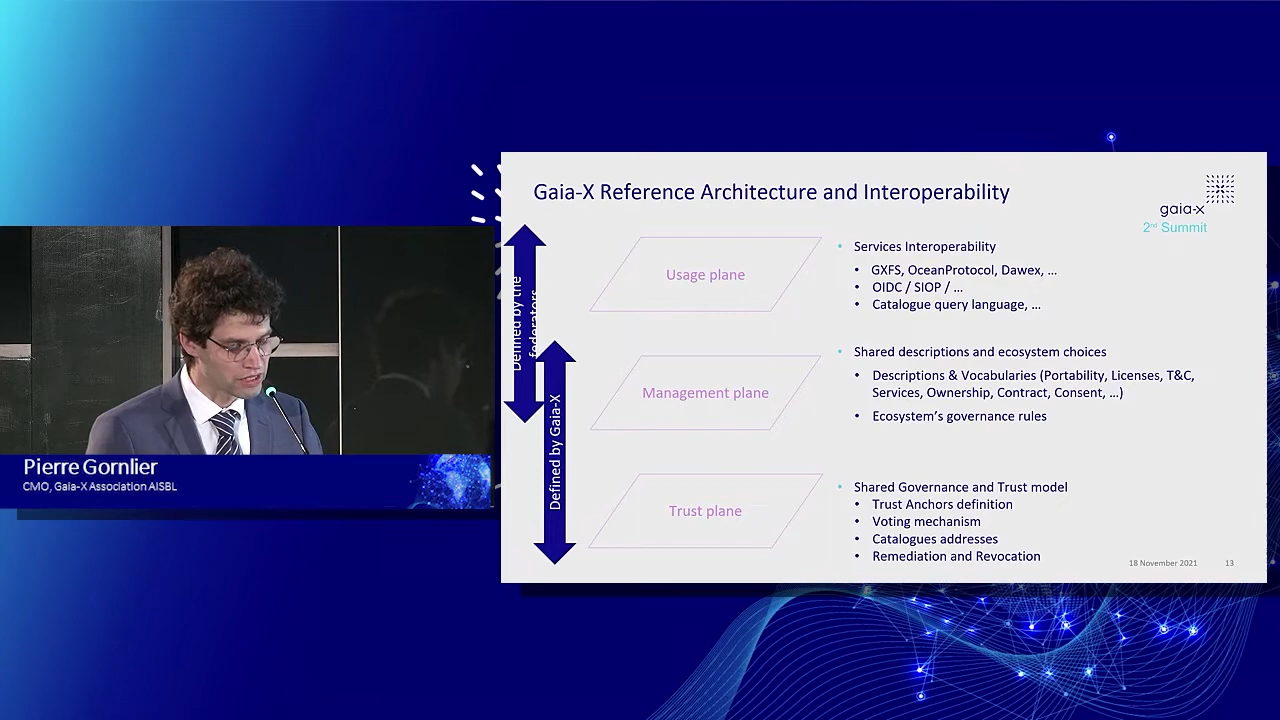 Gaia-X Reference Architecture and Interoperability
gaia-x
2nd Summit
Defined by the
federators
Defined by Gaia-X
Usage plane
• Services Interoperability
• GXFS, OceanProtocol, Dawex, ...
• OIDC / SIOP / ...
• Catalogue query language, ...
Management plane
• Shared descriptions and ecosystem choices
• Descriptions & Vocabularies (Portability, Licenses, T&C,
Services, Ownership, Contract, Consent, ...)
• Ecosystem's governance rules
Trust plane
• Shared Governance and Trust model
• Trust Anchors definition
• Voting mechanism
• Catalogues addresses
• Remediation and Revocation
18 November 2021
13
Pierre Gornlier
CMO, Gaia-X Association AISBL